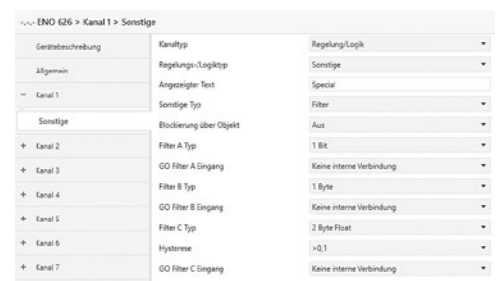 -.-.- ENO 626 > Kanal 1 > Sonstige
Gerätebeschreibung
Allgemein
− Kanal 1
Sonstige
+ Kanal 2
+ Kanal 3
+ Kanal 4
+ Kanal 5
+ Kanal 6
+ Kanal 7
Kanaltyp Regelung/Logik
Regelungs-/Logiktyp Sonstige
Angezeigter Text Special
Sonstige Typ Filter
Blockierung über Objekt Aus
Filter A Typ 1 Bit
GO Filter A Eingang Keine interne Verbindung
Filter B Typ 1 Byte
GO Filter B Eingang Keine interne Verbindung
Filter C Typ 2 Byte Float
Hysterese >0,1
GO Filter C Eingang Keine interne Verbindung